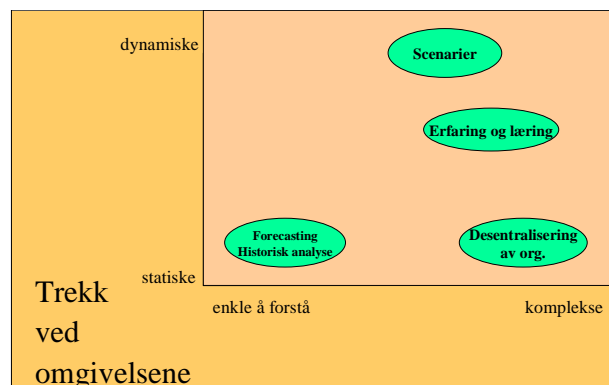 dynamiske
Scenarier
Erfaring og læring
Forecasting
Historisk analyse
Desentralisering
av org.
statiske
enkle å forstå
komplekse
Trekk
ved
omgivelsene